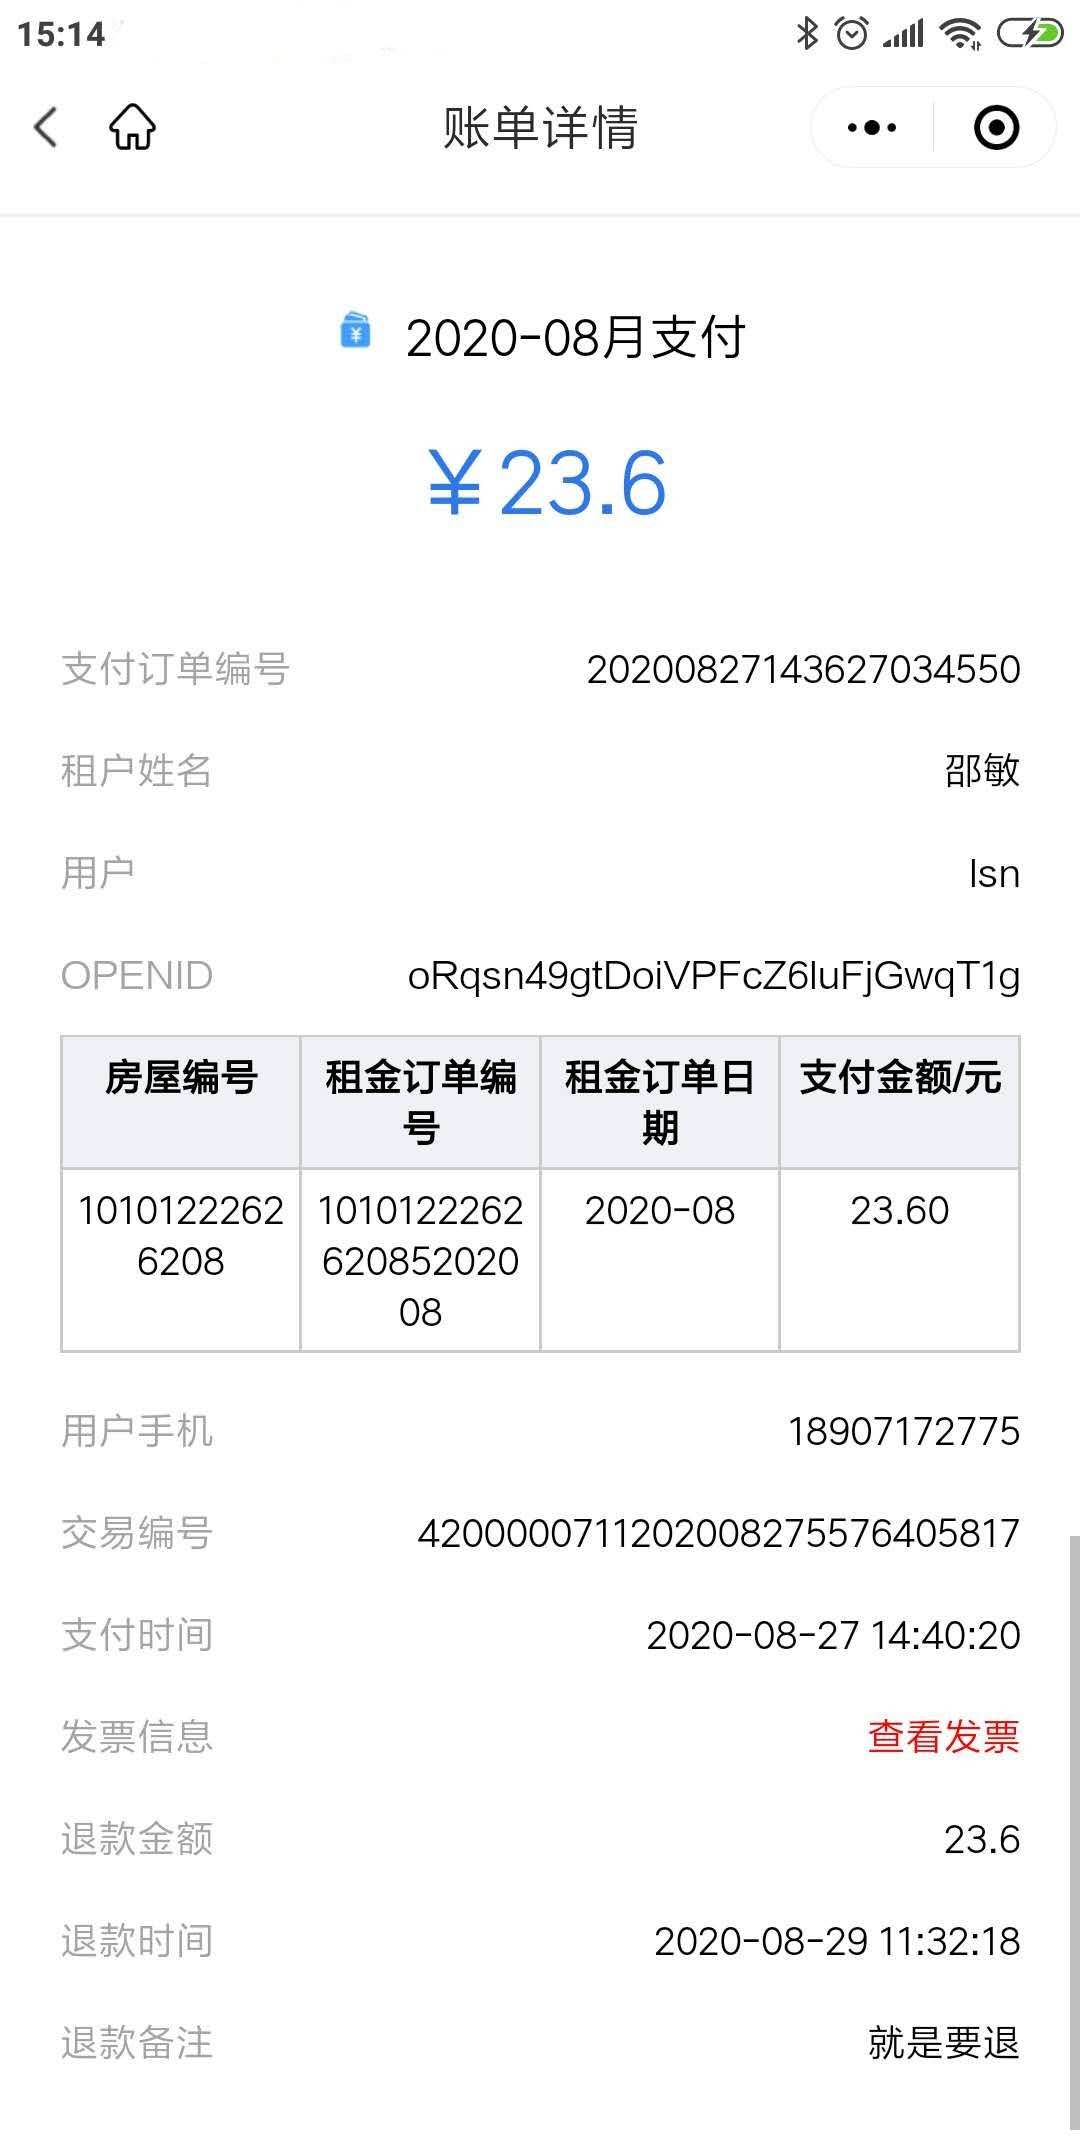 15:14
账单详情
2020-08月支付
¥23.6
支付订单编号 20200827143627034550
租户姓名 邵敏
用户 lsn
OPENID oRqsn49gtDoiVPFcZ6luFjGwqT1g
房屋编号 租金订单编号 租金订单日期 支付金额/元
10101222626208 10101222626208520 2008 2020-08 23.60
用户手机 18907172775
交易编号 4200000711202008275576405817
支付时间 2020-08-27 14:40:20
发票信息 查看发票
退款金额 23.6
退款时间 2020-08-29 11:32:18
退款备注 就是要退